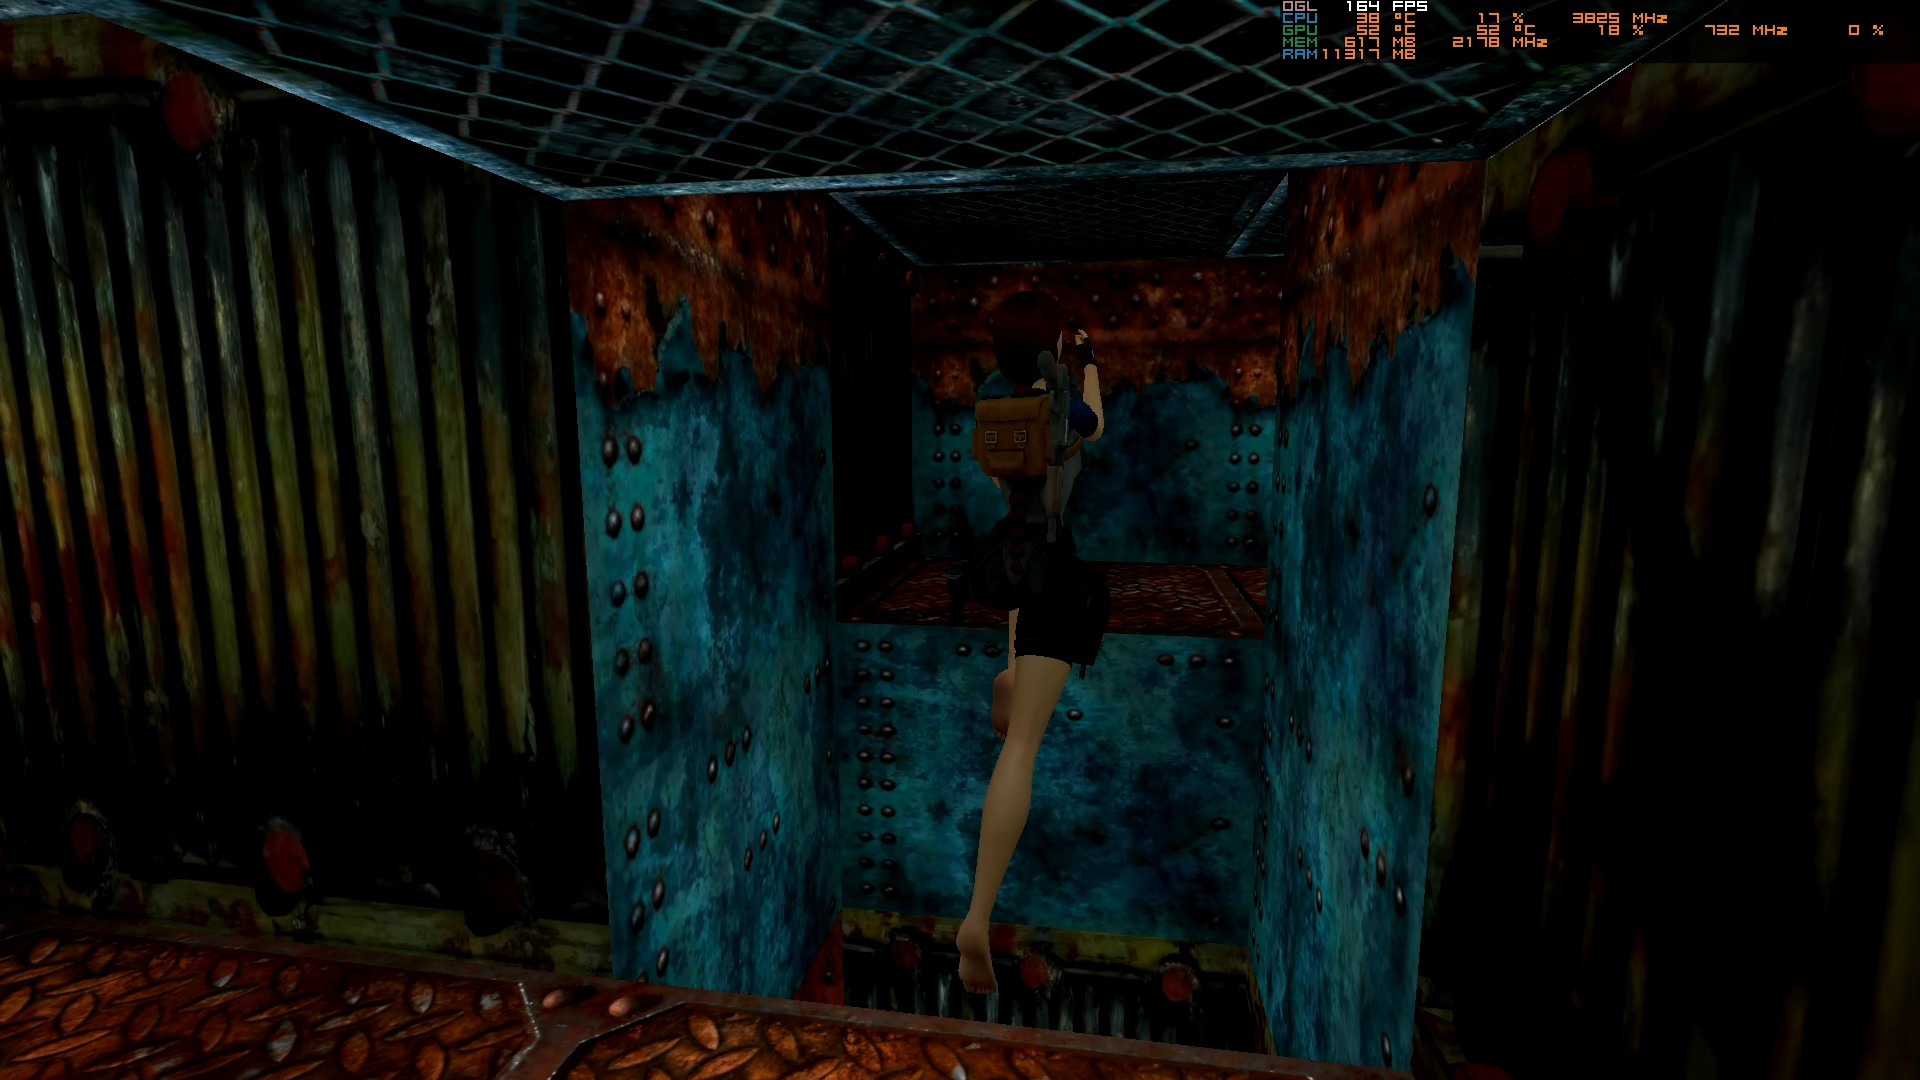 OGL 164 FPS
CPU 38 °C 17 % 3825 MHz
GPU 52 °C 52 °C 18 % 732 MHz 0 %
MEM 617 MB 2178 MHz
RAM 11317 MB